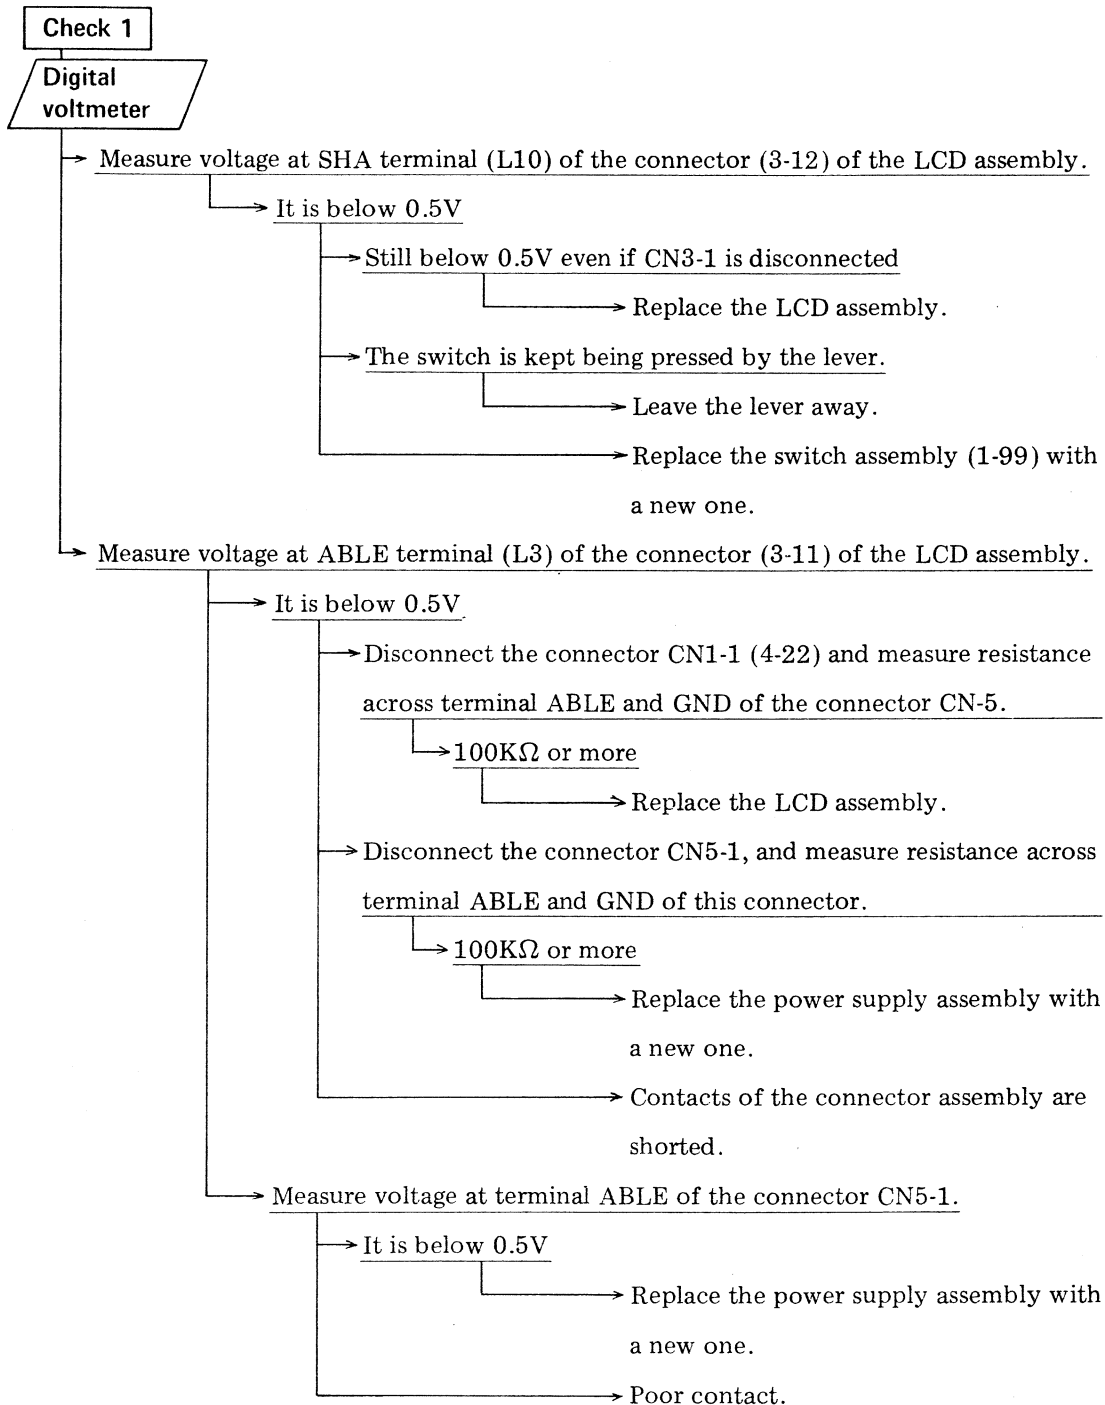 Check 1
Digital
voltmeter
Measure voltage at SHA terminal (L10) of the connector (3-12) of the LCD assembly.
It is below 0.5V
Still below 0.5V even if CN3-1 is disconnected
Replace the LCD assembly.
The switch is kept being pressed by the lever.
Leave the lever away.
Replace the switch assembly (1-99) with
a new one.
Measure voltage at ABLE terminal (L3) of the connector (3-11) of the LCD assembly.
It is below 0.5V
Disconnect the connector CN1-1 (4-22) and measure resistance
across terminal ABLE and GND of the connector CN-5.
100KΩ or more
Replace the LCD assembly.
Disconnect the connector CN5-1, and measure resistance across
terminal ABLE and GND of this connector.
100KΩ or more
Replace the power supply assembly with
a new one.
Contacts of the connector assembly are
shorted.
Measure voltage at terminal ABLE of the connector CN5-1.
It is below 0.5V
Replace the power supply assembly with
a new one.
Poor contact.